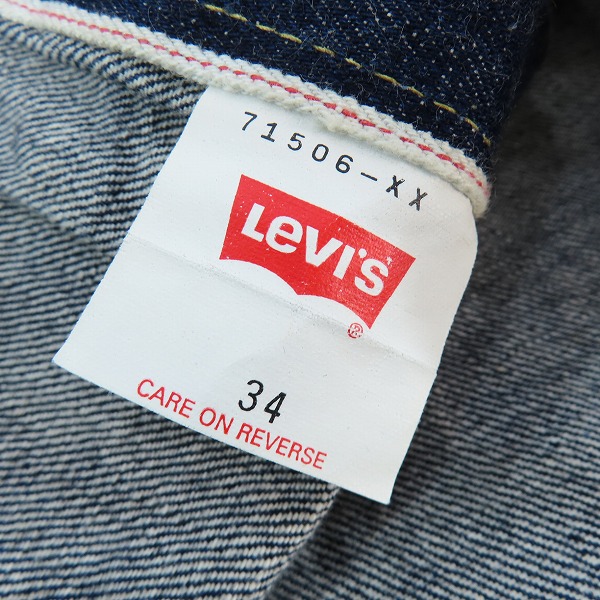 71506-XX
Levi's
®
34
CARE ON REVERSE